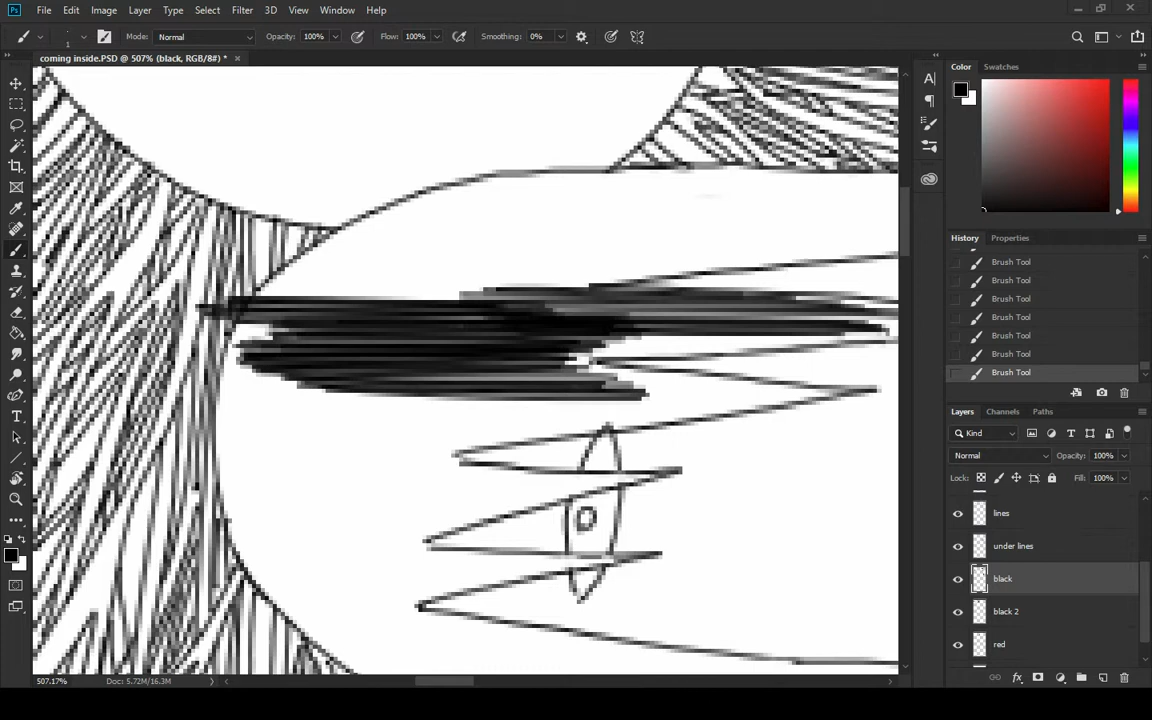 Ps File Edit Image Layer Type Select Filter 3D View Window Help
1 Mode: Normal Opacity: 100% Flow: 100% Smoothing: 0%
coming inside.PSD @ 507% (black, RGB/8#) *
Color Swatches
History Properties
Brush Tool
Brush Tool
Brush Tool
Brush Tool
Brush Tool
Brush Tool
Brush Tool
Layers Channels Paths
Kind
Normal Opacity: 100%
Lock: Fill: 100%
lines
under lines
black
black 2
red
507.17% Doc: 5.72M/16.3M